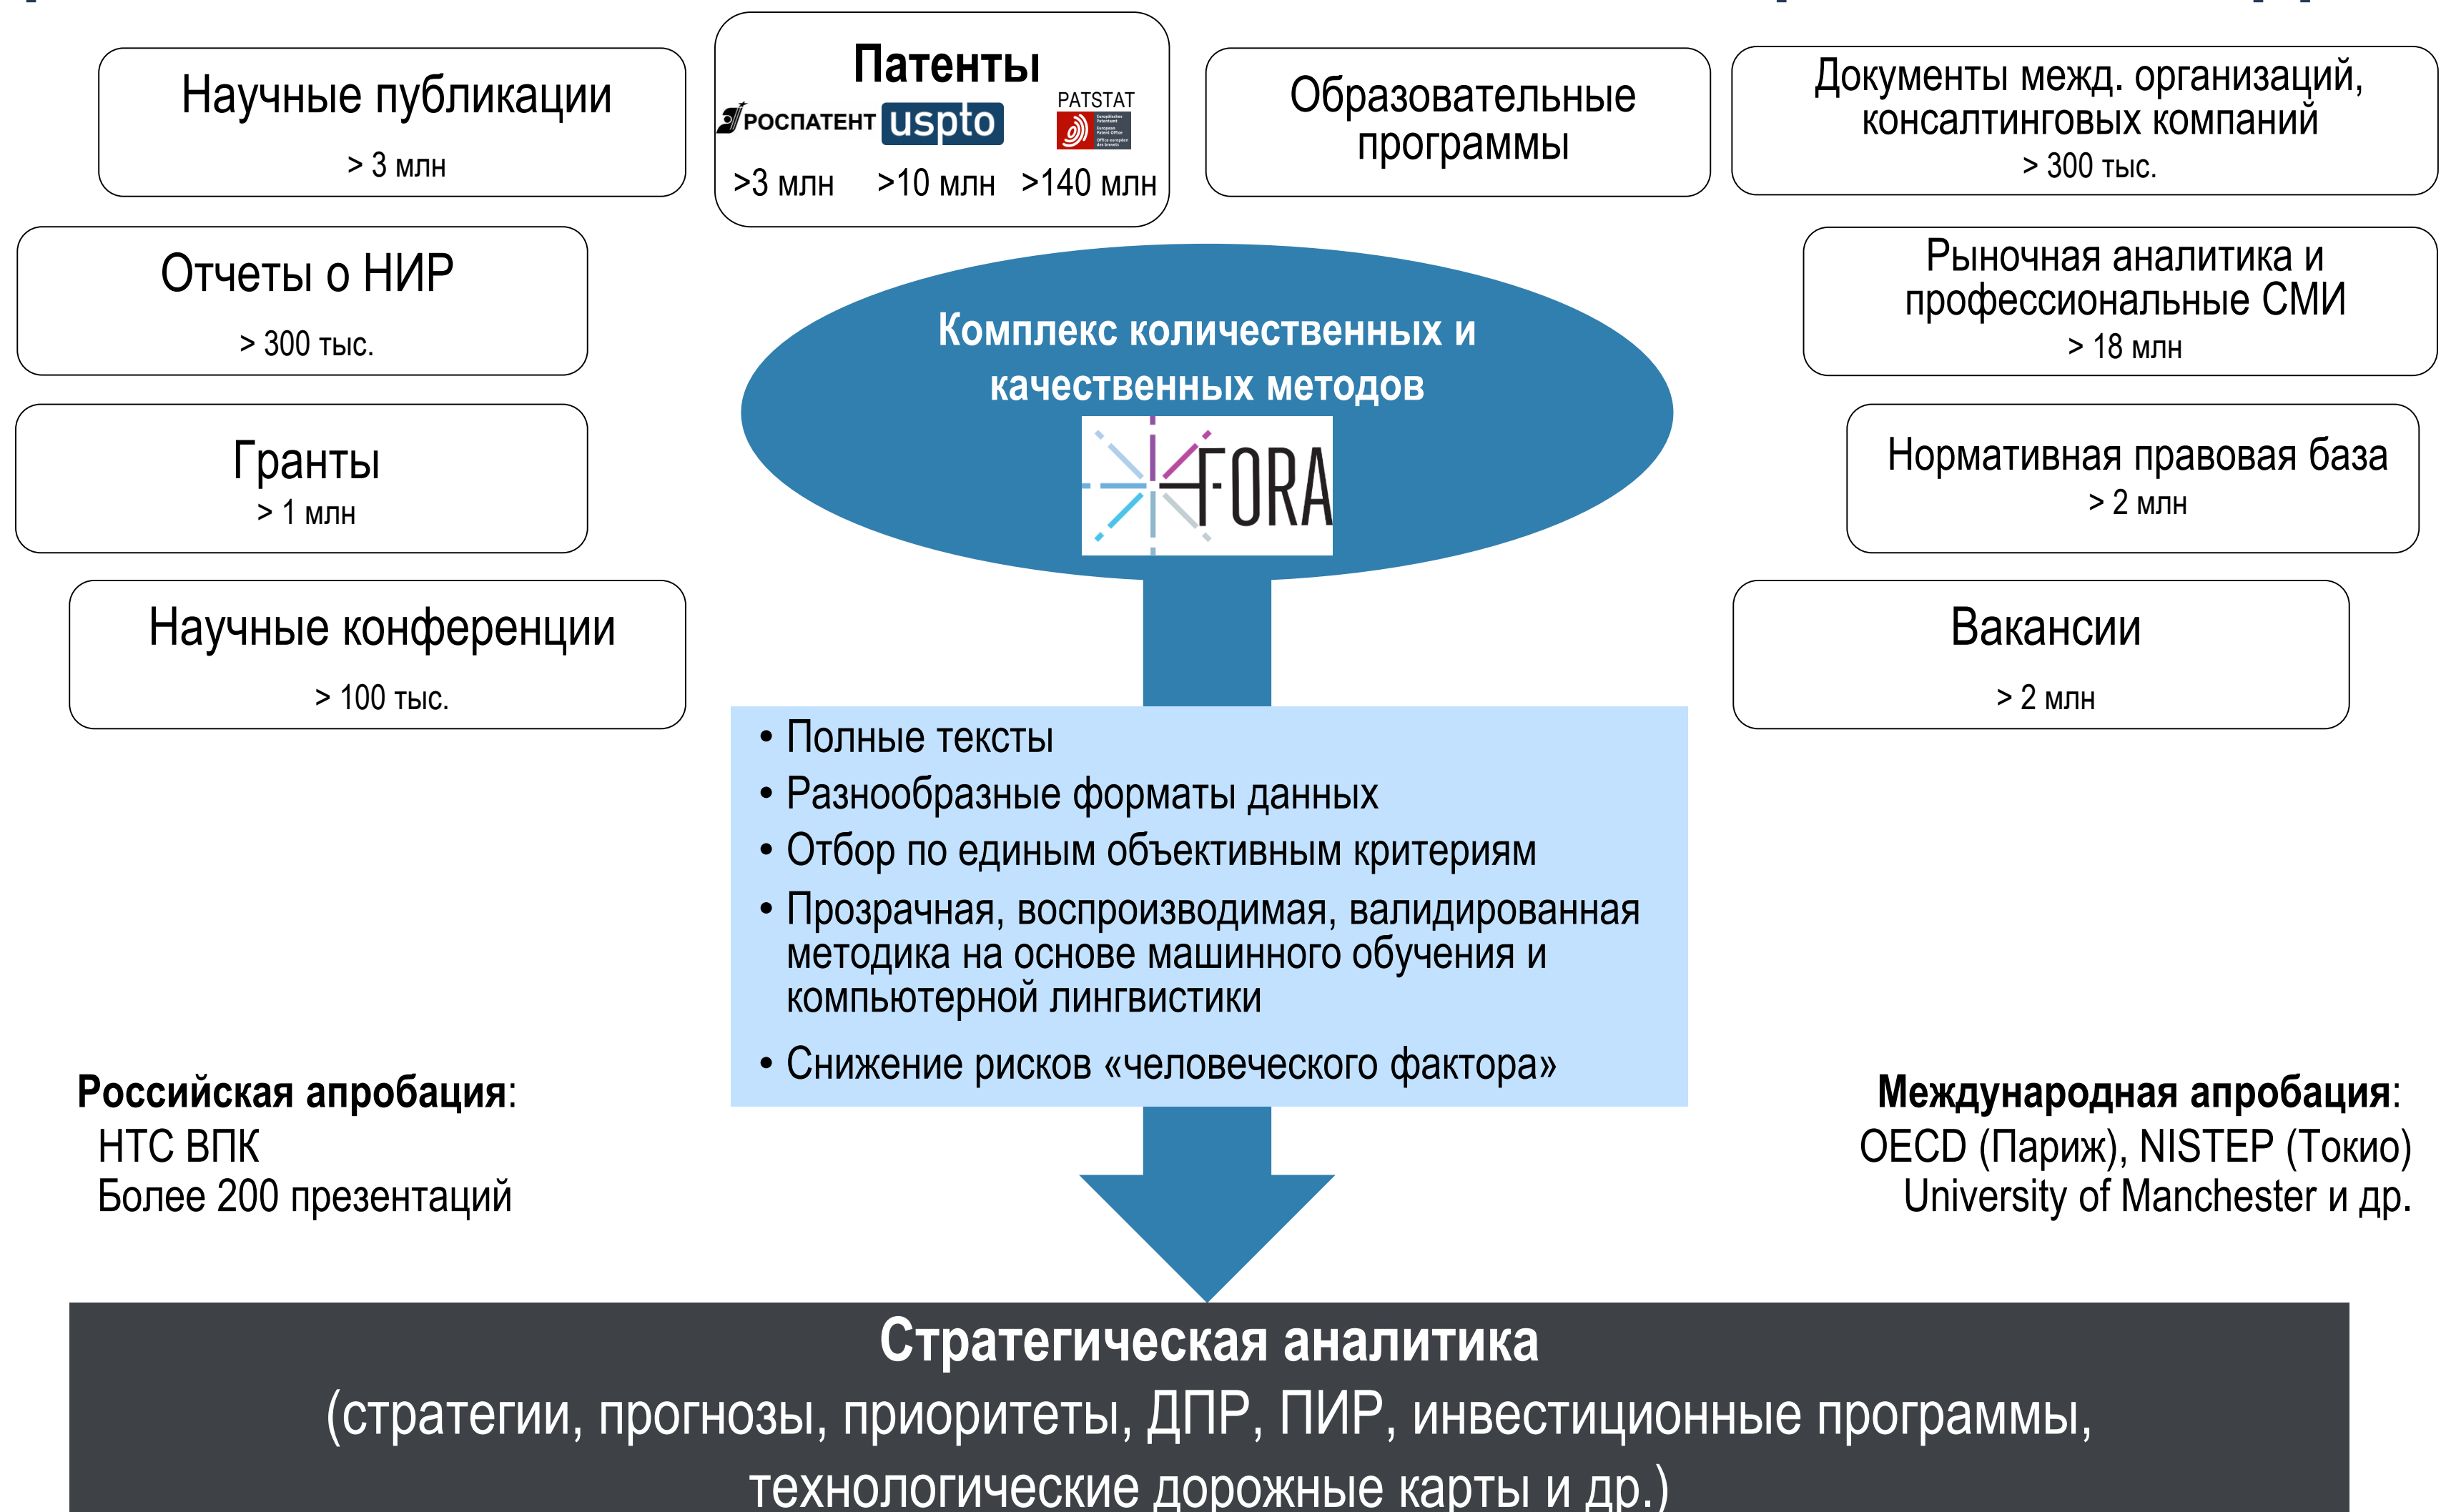 Научные публикации
> 3 млн
Патенты
РОСПАТЕНТ
uspto
PATSTAT
>3 млн
>10 млн
>140 млн
Образовательные
программы
Документы межд. организаций,
консалтинговых компаний
> 300 тыс.
Отчеты о НИР
> 300 тыс.
Рыночная аналитика и
профессиональные СМИ
> 18 млн
Гранты
> 1 млн
Нормативная правовая база
> 2 млн
Научные конференции
> 100 тыс.
Вакансии
> 2 млн
Комплекс количественных и
качественных методов
FORA
• Полные тексты
• Разнообразные форматы данных
• Отбор по единым объективным критериям
• Прозрачная, воспроизводимая, валидированная
методика на основе машинного обучения и
компьютерной лингвистики
• Снижение рисков «человеческого фактора»
Российская апробация:
НТС ВПК
Более 200 презентаций
Международная апробация:
OECD (Париж), NISTEP (Токио)
University of Manchester и др.
Стратегическая аналитика
(стратегии, прогнозы, приоритеты, ДПР, ПИР, инвестиционные программы,
технологические дорожные карты и др.)